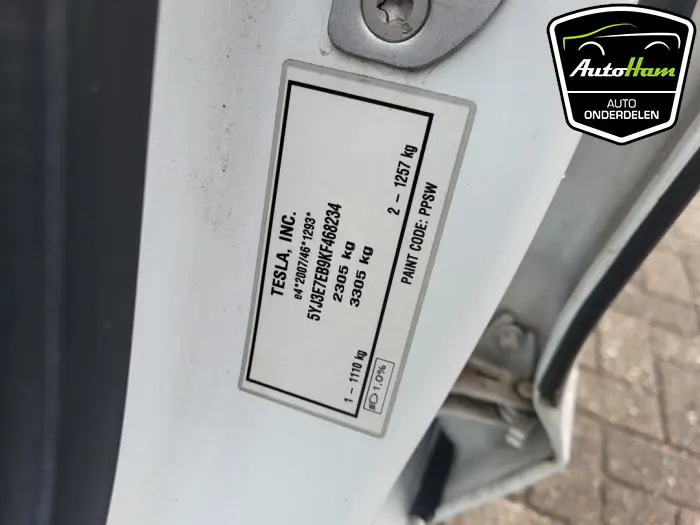 TESLA, INC.
e4*2007/46*1293*
5YJ3E7EB9KF468234
2305 kg
3305 kg
1 - 1110 kg
2 - 1257 kg
1,0%
PAINT CODE: PPSW
AutoHam
AUTO
ONDERDELEN